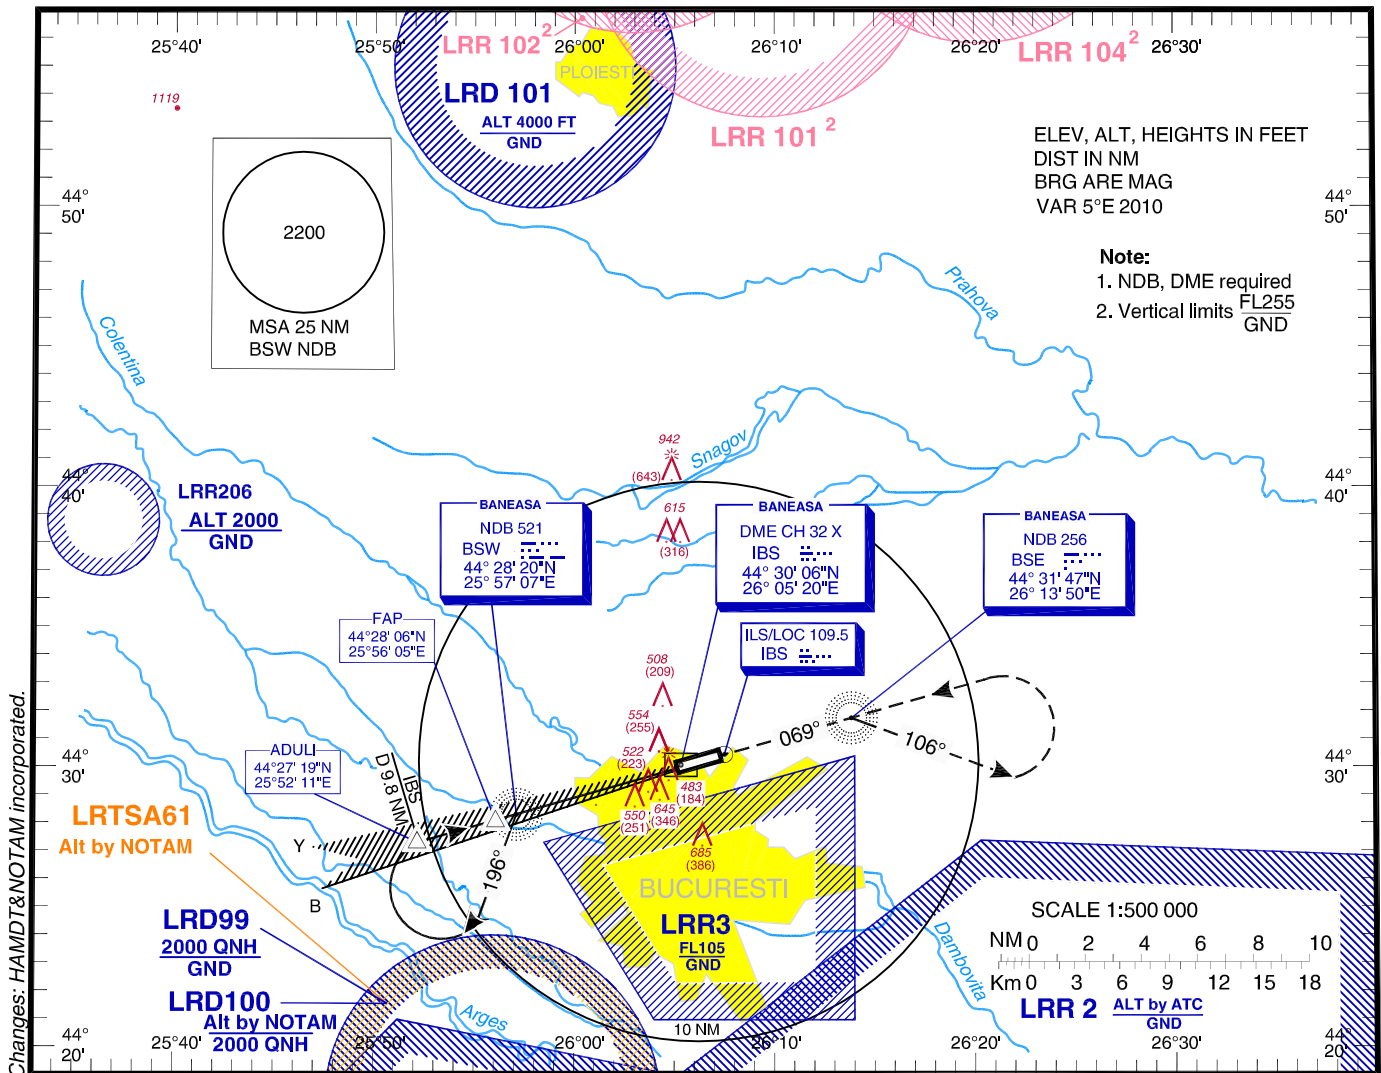 25°40'
25°50'
26°00'
26°10'
26°20'
26°30'
LRR 102 2
LRR 104 2
PLOIESTI
1119
LRD 101
ALT 4000 FT
GND
LRR 101 2
ELEV, ALT, HEIGHTS IN FEET
DIST IN NM
BRG ARE MAG
VAR 5°E 2010
44°
50'
44°
50'
2200
MSA 25 NM
BSW NDB
Note:
1. NDB, DME required
2. Vertical limits FL255
GND
Prahova
Colentina
Snagov
942
(643)
615
(316)
44°
40'
44°
40'
LRR206
ALT 2000
GND
BANEASA
NDB 521
BSW
44° 28' 20"N
25° 57' 07"E
BANEASA
DME CH 32 X
IBS
44° 30' 06"N
26° 05' 20"E
BANEASA
NDB 256
BSE
44° 31' 47"N
26° 13' 50"E
FAP
44°28' 06"N
25°56' 05"E
ILS/LOC 109.5
IBS
508
(209)
554
(255)
522
(223)
483
(184)
645
(346)
550
(251)
685
(386)
069°
106°
196°
ADULI
44°27' 19"N
25°52' 11"E
IBS
D 9.8 NM
44°
30'
44°
30'
LRTSA61
Alt by NOTAM
Y
B
BUCURESTI
LRR3
FL105
GND
LRD99
2000 QNH
GND
LRD100
Alt by NOTAM
2000 QNH
Arges
Dambovita
10 NM
SCALE 1:500 000
NM 0 2 4 6 8 10
Km 0 3 6 9 12 15 18
LRR 2 ALT by ATC
GND
44°
20'
25°40'
25°50'
26°00'
26°10'
26°20'
26°30'
44°
20'
Changes: HAMDT&NOTAM incorporated.